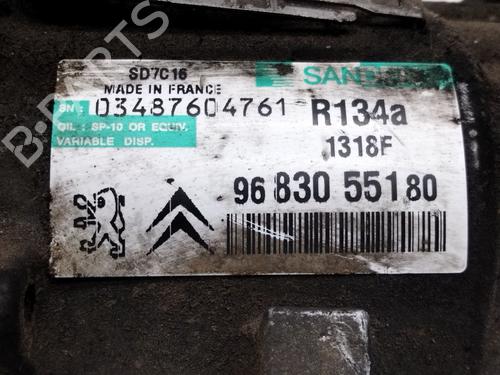 SD7C16
MADE IN FRANCE
SN: 03487604761
OIL: SP-10 OR EQUIV.
VARIABLE DISP.
R134a
1318F
96 830 551 80
B-PARTS